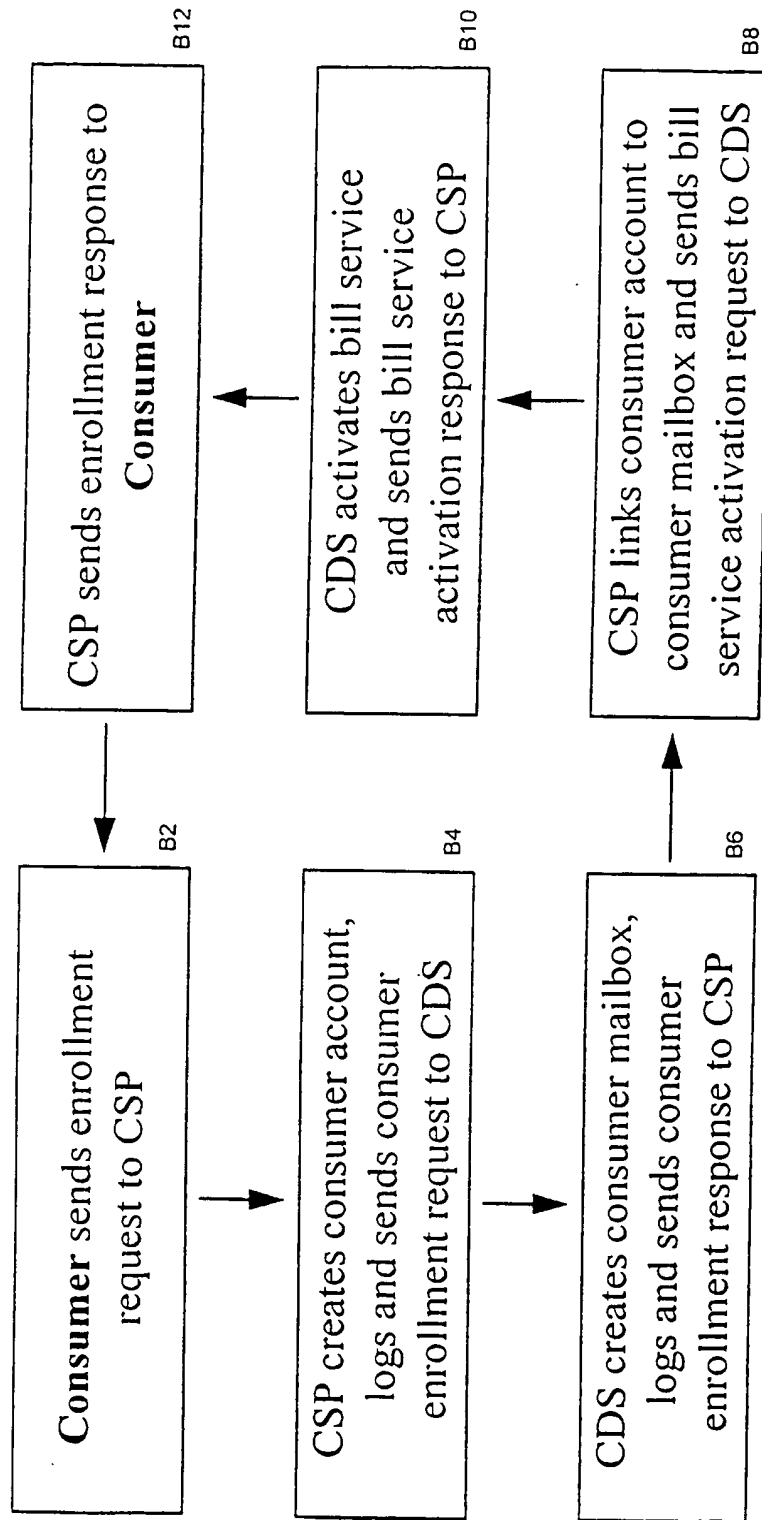 Consumer sends enrollment
request to CSP
B2
CSP creates consumer account,
logs and sends consumer
enrollment request to CDS
B4
CDS creates consumer mailbox,
logs and sends consumer
enrollment response to CSP
B6
CSP links consumer account to
consumer mailbox and sends bill
service activation request to CDS
B8
CDS activates bill service
and sends bill service
activation response to CSP
B10
CSP sends enrollment response to
Consumer
B12